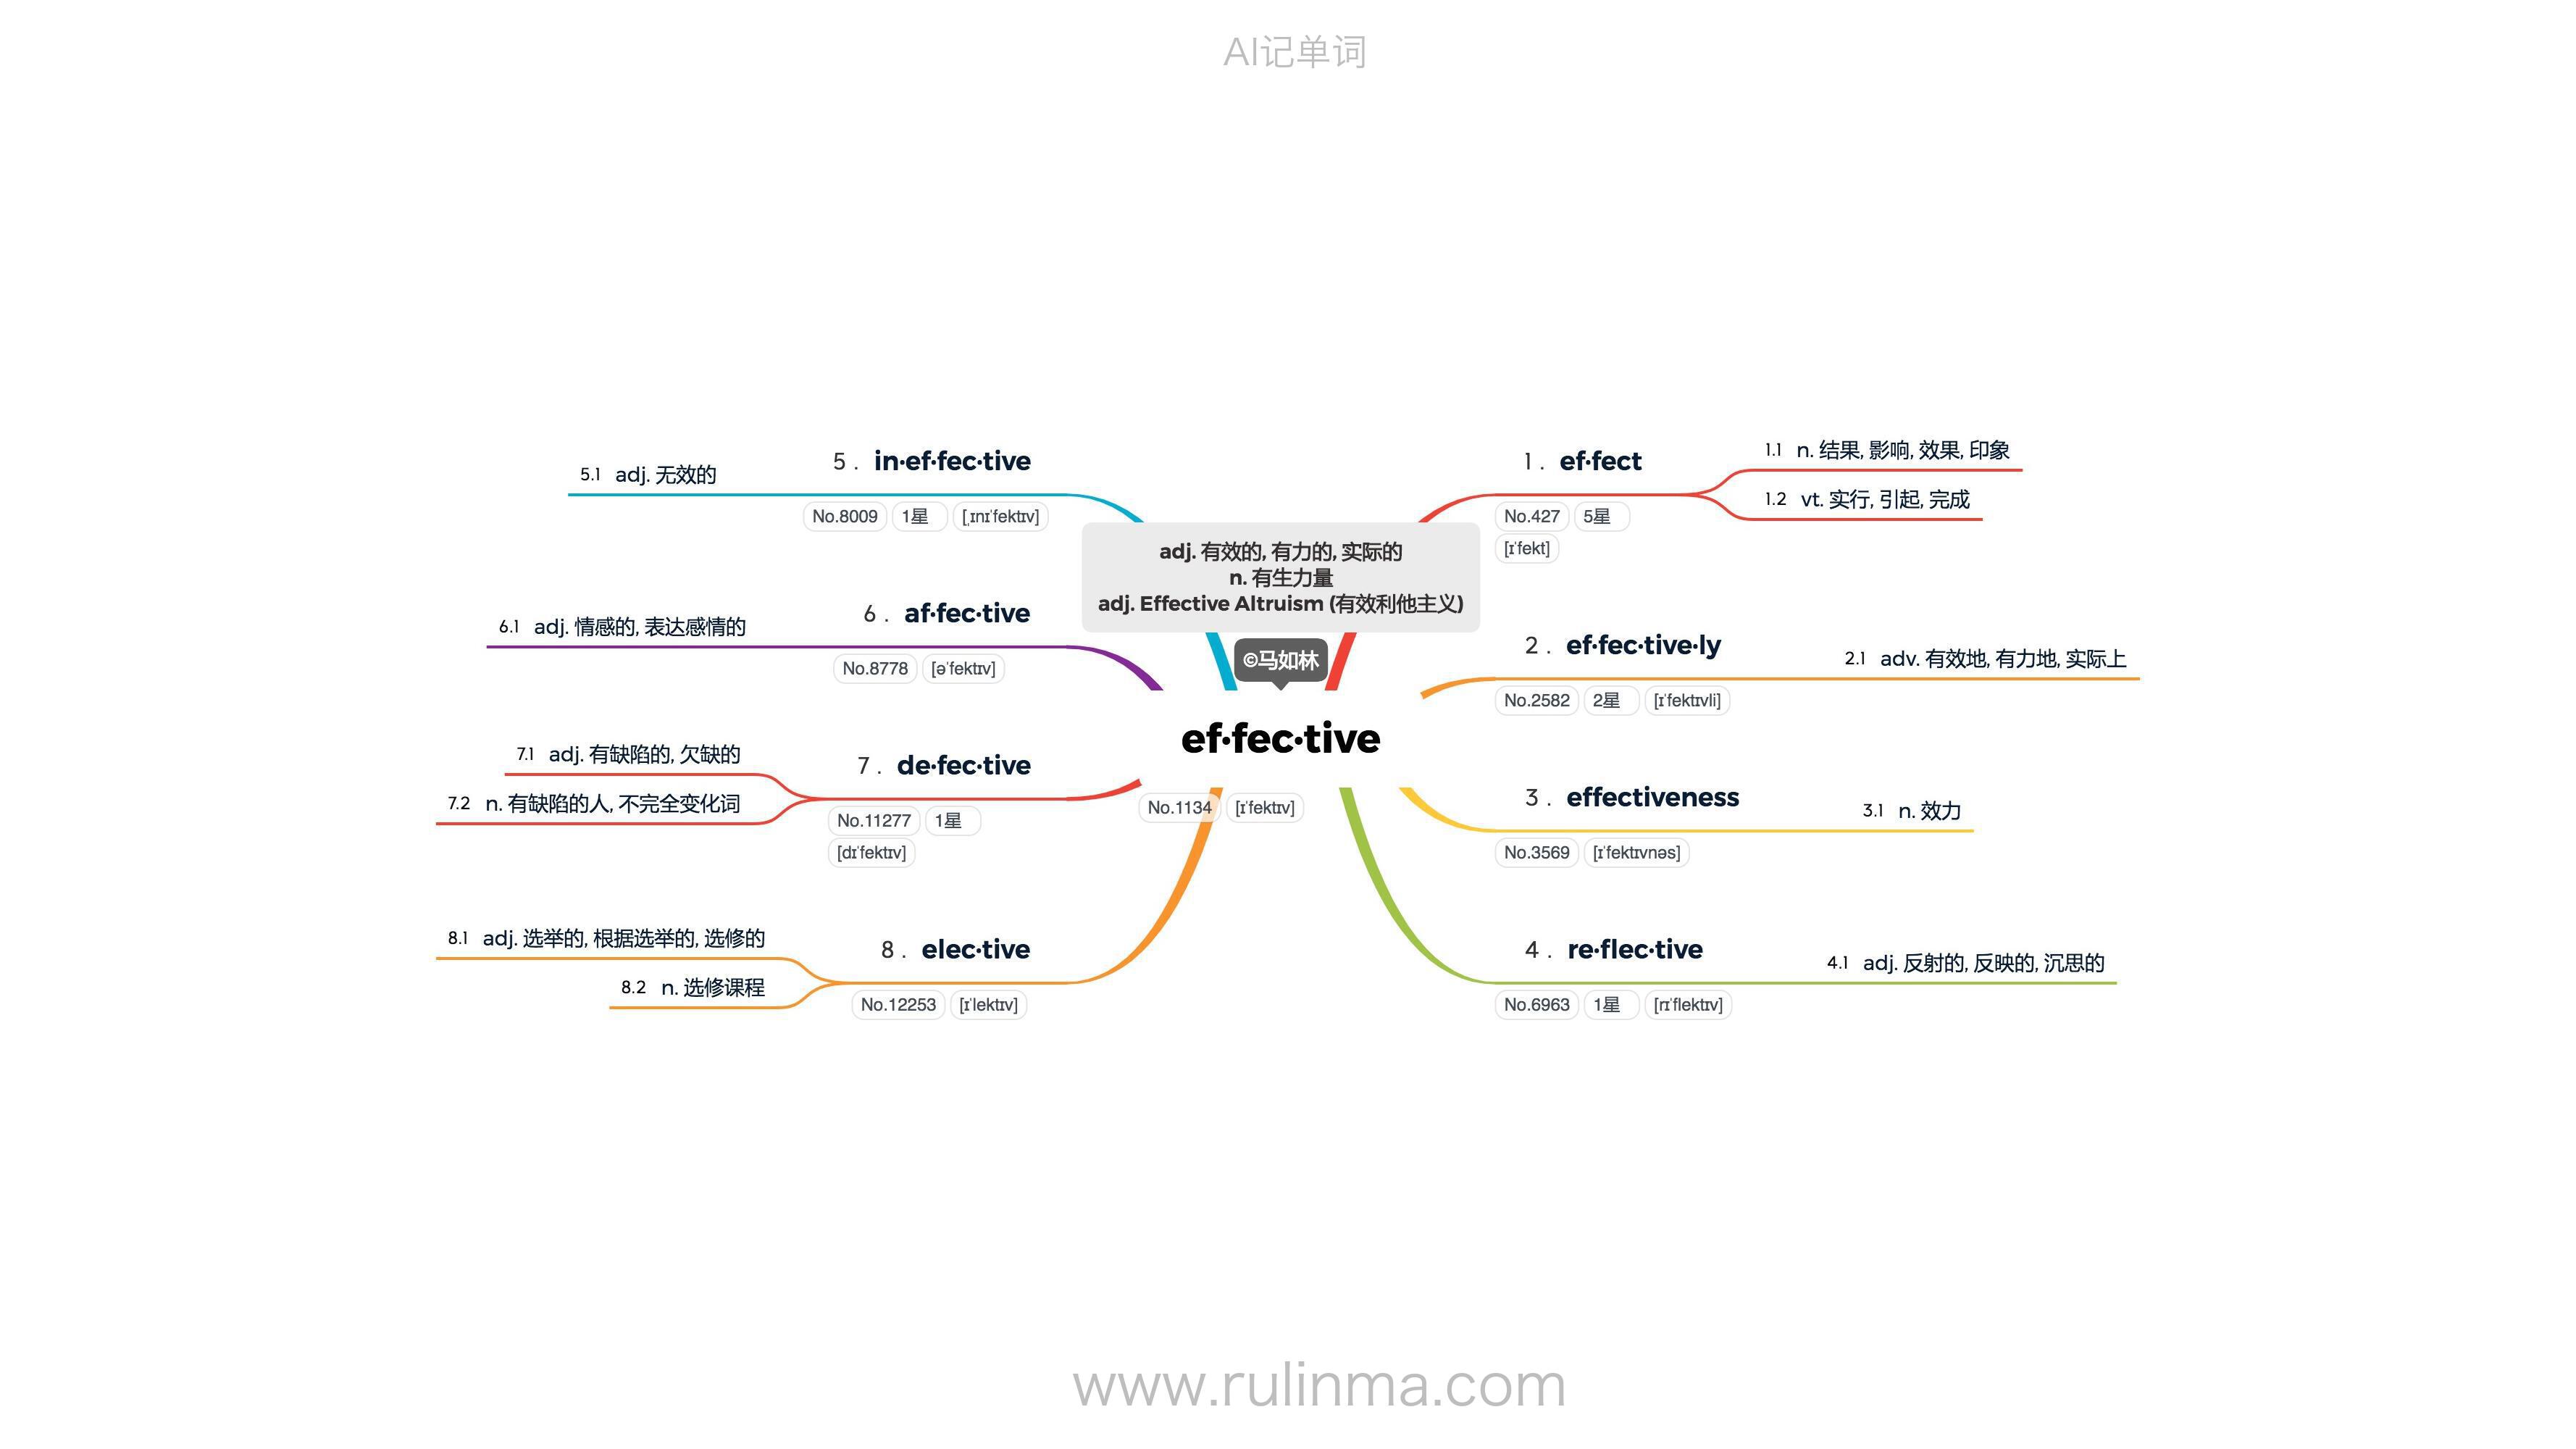 AI记单词
adj. 有效的, 有力的, 实际的
n. 有生力量
adj. Effective Altruism (有效利他主义)
©马如林
ef·fec·tive
No.1134 [ɪˈfektɪv]
1 . ef·fect
No.427 5星
[ɪˈfekt]
1.1 n. 结果, 影响, 效果, 印象
1.2 vt. 实行, 引起, 完成
2 . ef·fec·tive·ly
No.2582 2星 [ɪˈfektɪvli]
2.1 adv. 有效地, 有力地, 实际上
3 . effectiveness
No.3569 [ɪˈfektɪvnəs]
3.1 n. 效力
4 . re·flec·tive
No.6963 1星 [rɪˈflektɪv]
4.1 adj. 反射的, 反映的, 沉思的
5 . in·ef·fec·tive
No.8009 1星 [ˌɪnɪˈfektɪv]
5.1 adj. 无效的
6 . af·fec·tive
No.8778 [əˈfektɪv]
6.1 adj. 情感的, 表达感情的
7 . de·fec·tive
No.11277 1星
[dɪˈfektɪv]
7.1 adj. 有缺陷的, 欠缺的
7.2 n. 有缺陷的人, 不完全变化词
8 . elec·tive
No.12253 [ɪˈlektɪv]
8.1 adj. 选举的, 根据选举的, 选修的
8.2 n. 选修课程
www.rulinma.com